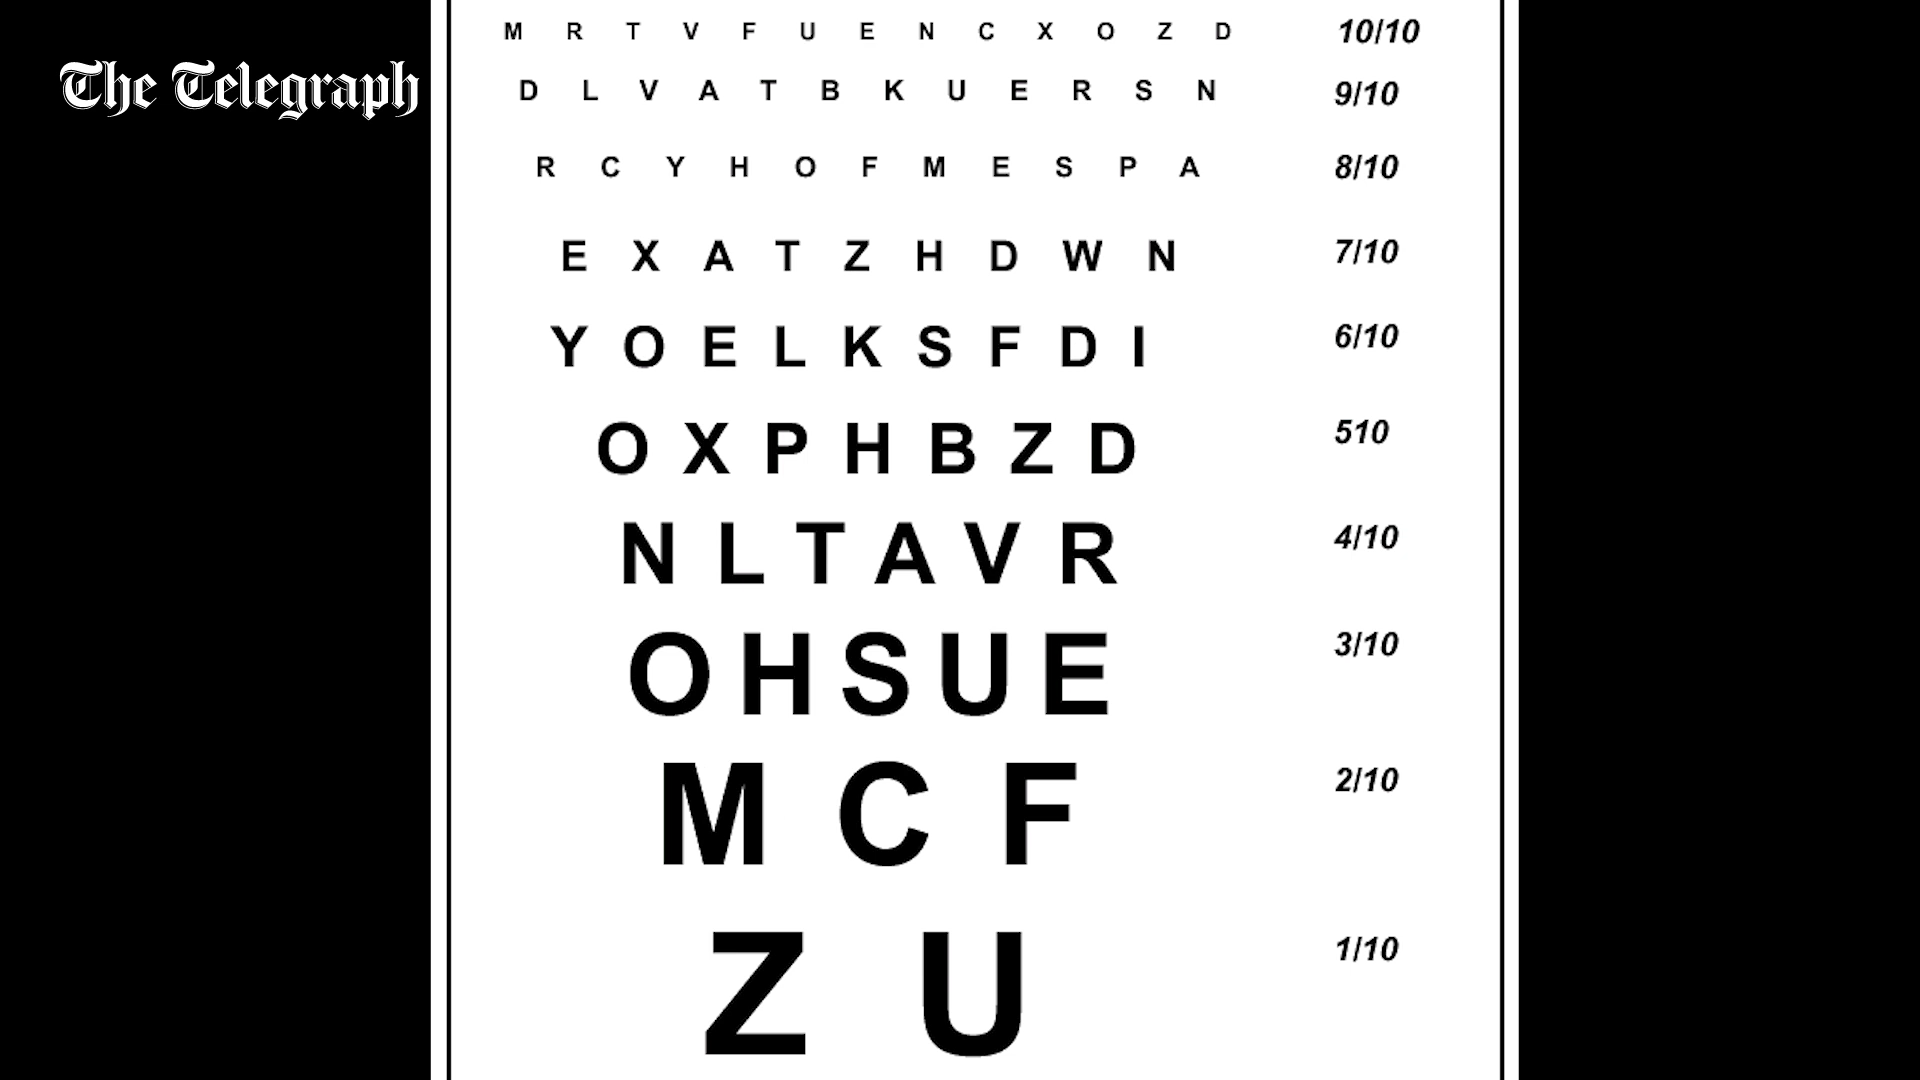 The Telegraph
M R T V F U E N C X O Z D 10/10
D L V A T B K U E R S N 9/10
R C Y H O F M E S P A 8/10
E X A T Z H D W N 7/10
Y O E L K S F D I 6/10
O X P H B Z D 510
N L T A V R 4/10
O H S U E 3/10
M C F 2/10
Z U 1/10